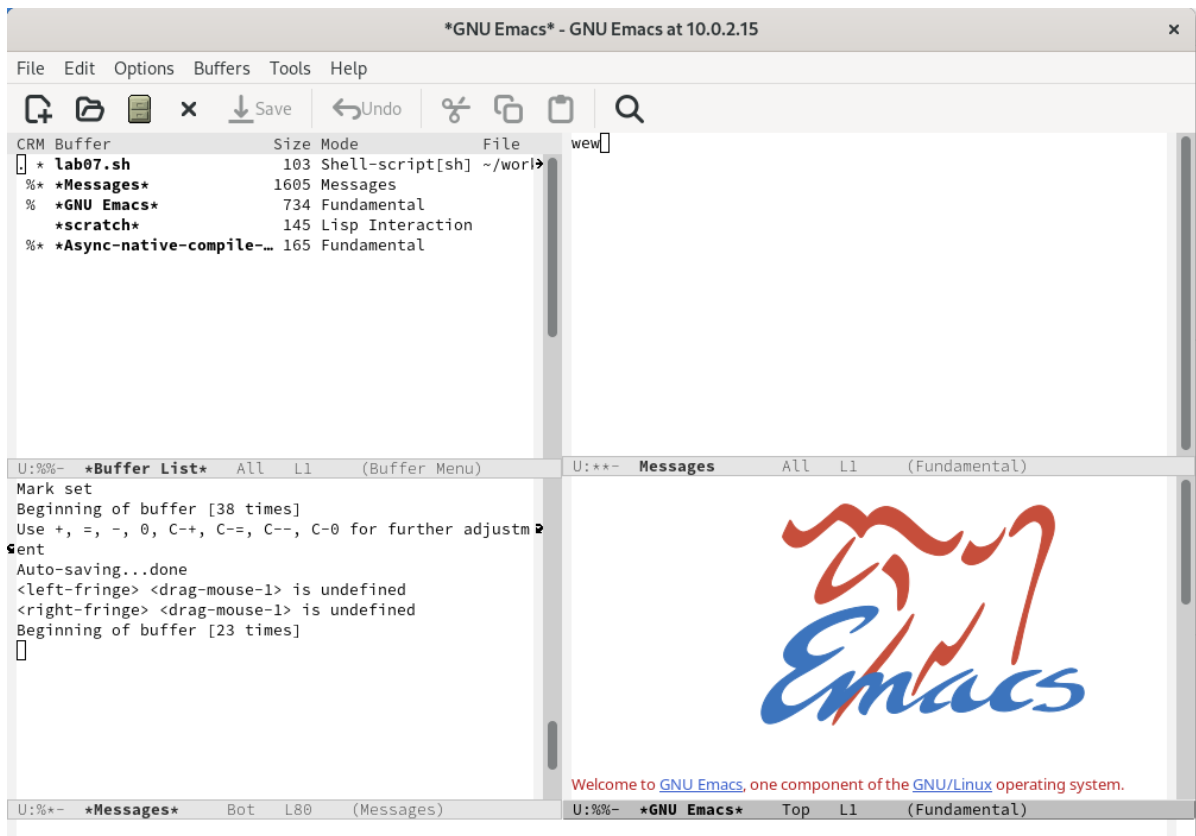 *GNU Emacs* - GNU Emacs at 10.0.2.15
File Edit Options Buffers Tools Help
Save Undo
CRM Buffer Size Mode File
. * lab07.sh 103 Shell-script[sh] ~/work
%* *Messages* 1605 Messages
% *GNU Emacs* 734 Fundamental
*scratch* 145 Lisp Interaction
%* *Async-native-compile-… 165 Fundamental
U:%%- *Buffer List* All L1 (Buffer Menu)
wew
U:**- Messages All L1 (Fundamental)
Mark set
Beginning of buffer [38 times]
Use +, =, -, 0, C-+, C-=, C--, C-0 for further adjustm
ent
Auto-saving...done
<left-fringe> <drag-mouse-1> is undefined
<right-fringe> <drag-mouse-1> is undefined
Beginning of buffer [23 times]
U:%*- *Messages* Bot L80 (Messages)
Emacs
Welcome to GNU Emacs, one component of the GNU/Linux operating system.
U:%%- *GNU Emacs* Top L1 (Fundamental)